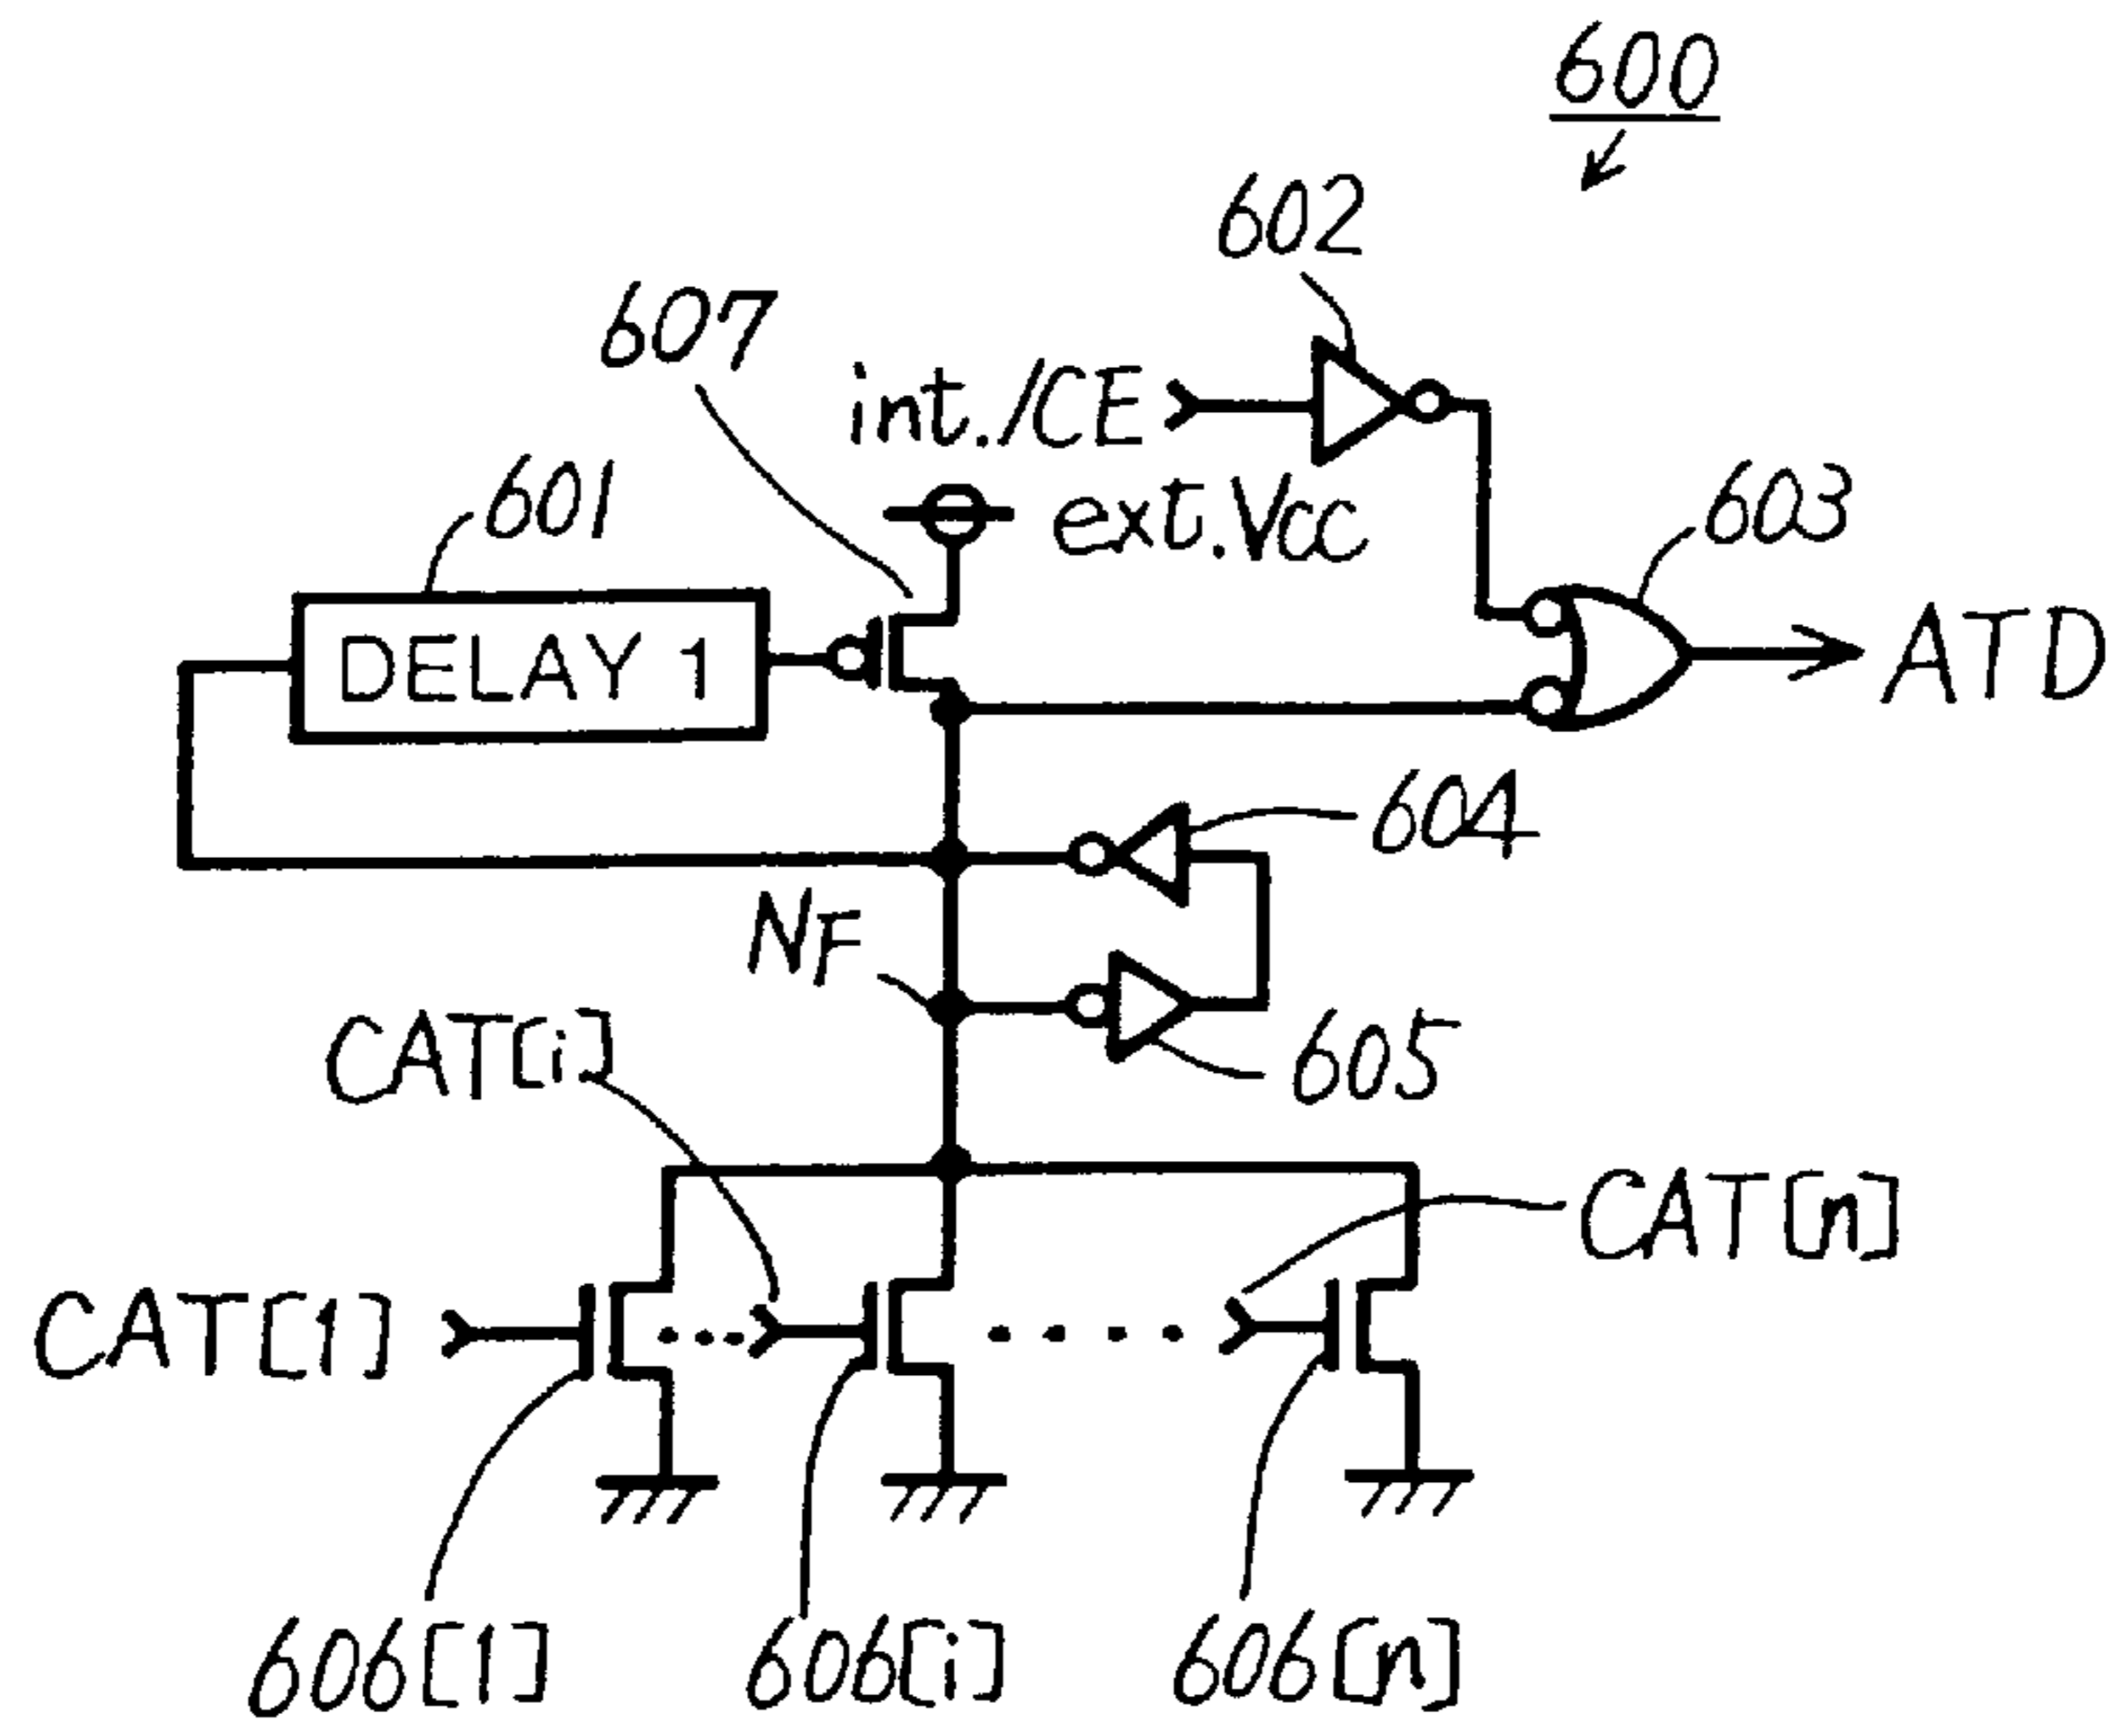 600
602
607
int./CE
601
ext.Vcc
603
DELAY 1
ATD
604
NF
CAT[i]
605
CAT[n]
CAT[1]
606[1]
606[i]
606[n]